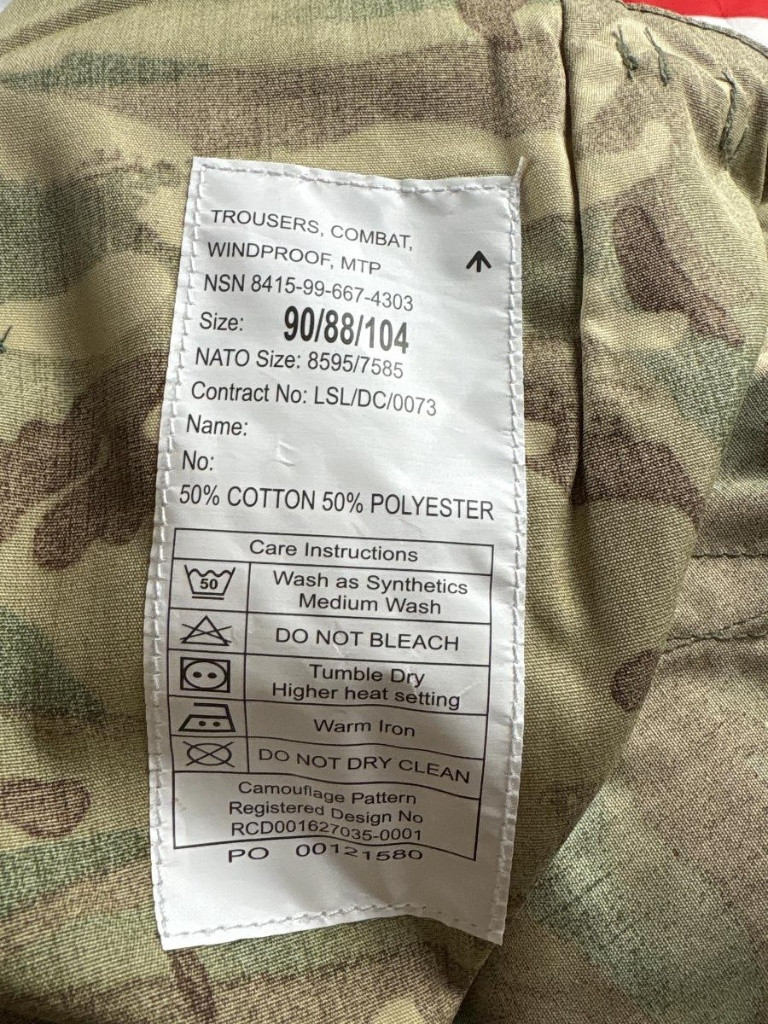 TROUSERS, COMBAT,
WINDPROOF, MTP
NSN 8415-99-667-4303
Size: 90/88/104
NATO Size: 8595/7585
Contract No: LSL/DC/0073
Name:
No:
50% COTTON 50% POLYESTER
Care Instructions
50
Wash as Synthetics
Medium Wash
DO NOT BLEACH
Tumble Dry
Higher heat setting
Warm Iron
DO NOT DRY CLEAN
Camouflage Pattern
Registered Design No
RCD001627035-0001
PO 00121580